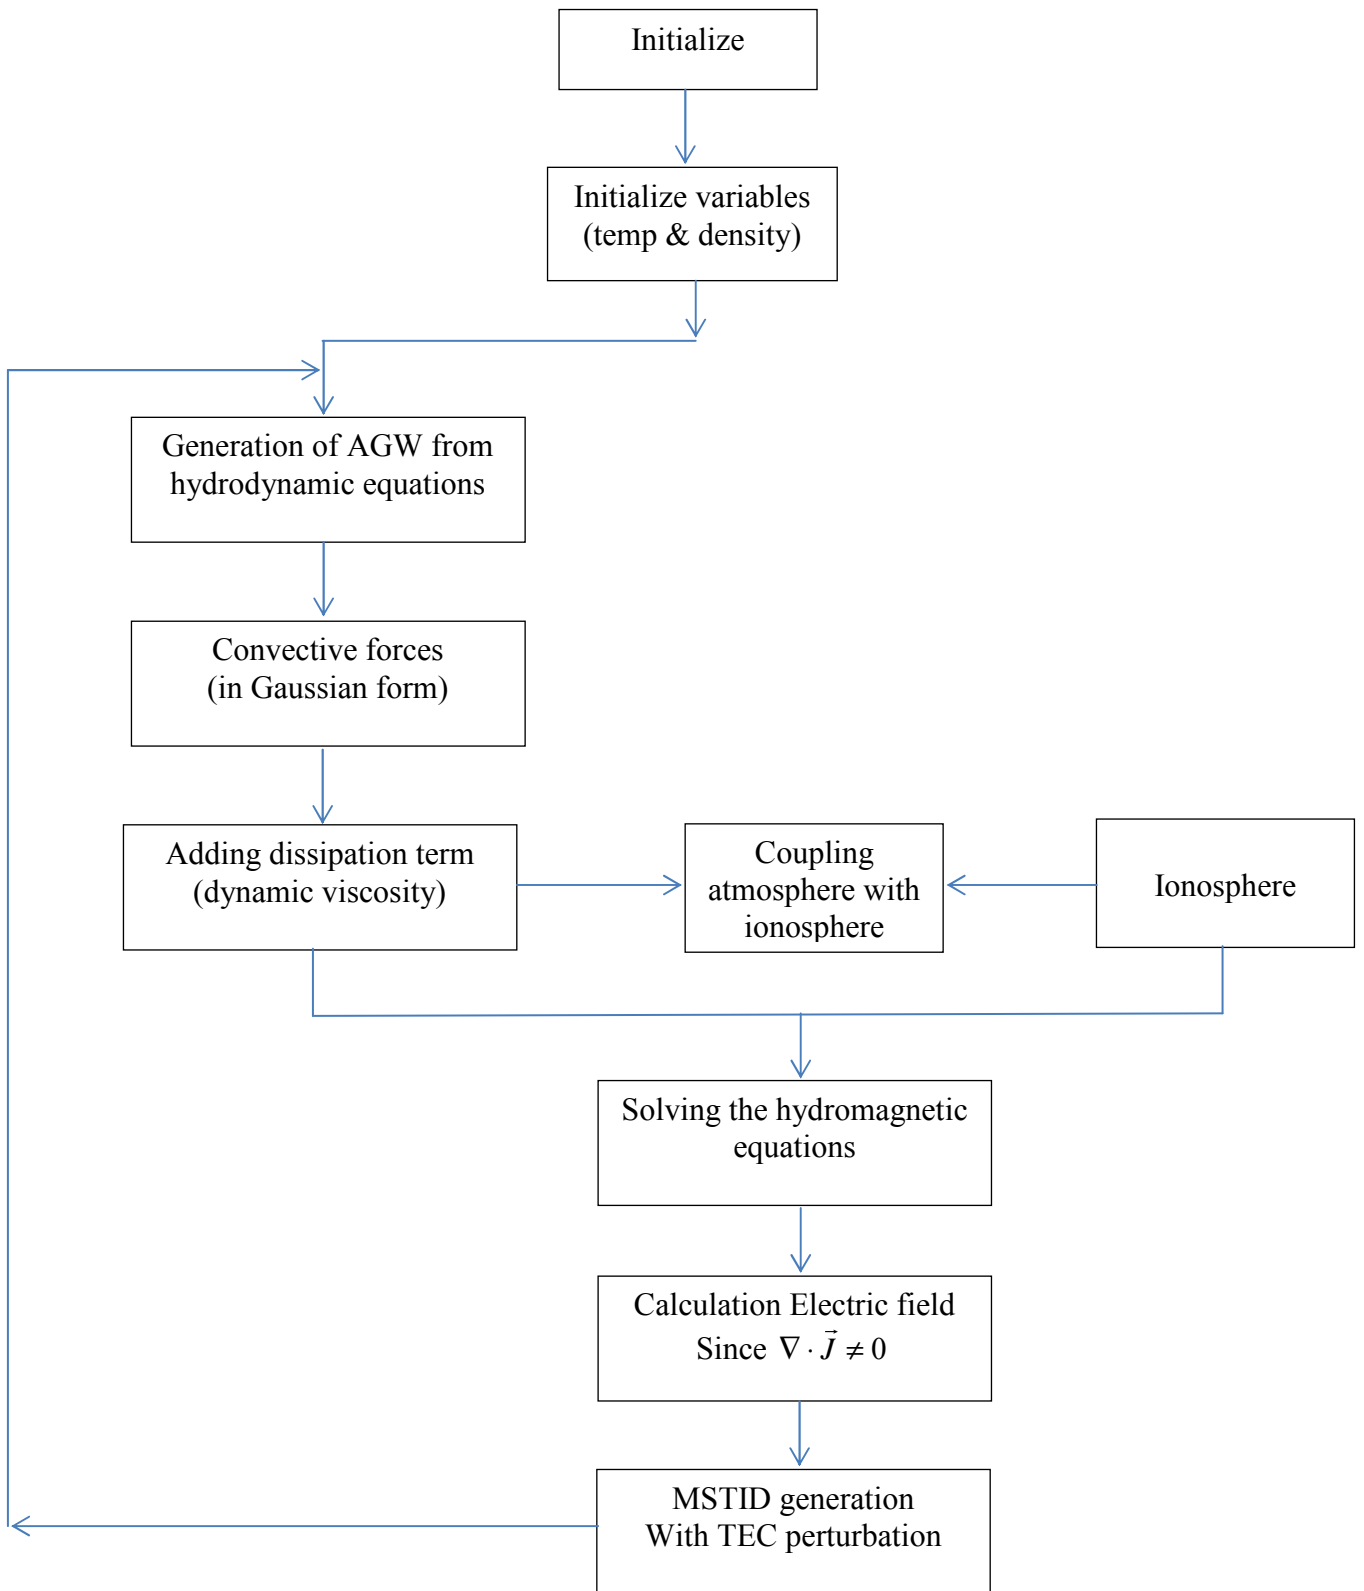 Initialize
Initialize variables
(temp & density)
Generation of AGW from
hydrodynamic equations
Convective forces
(in Gaussian form)
Adding dissipation term
(dynamic viscosity)
Coupling
atmosphere with
ionosphere
Ionosphere
Solving the hydromagnetic
equations
Calculation Electric field
Since ∇ · J⃗ ≠ 0
MSTID generation
With TEC perturbation